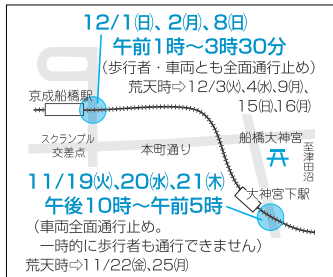 12/1㈰、2㈪、8㈰
午前1時～3時30分
（歩行者・車両とも全面通行止め）
荒天時⇨12/3㈫、4㈬、9㈪、
15㈰、16㈪
京成船橋駅
スクランブル
交差点
本町通り
船橋大神宮
至津田沼
大神宮下駅
11/19㈫、20㈬、21㈭
午後10時～午前5時
（車両全面通行止め。
一時的に歩行者も通行できません）
荒天時⇨11/22㈮、25㈪